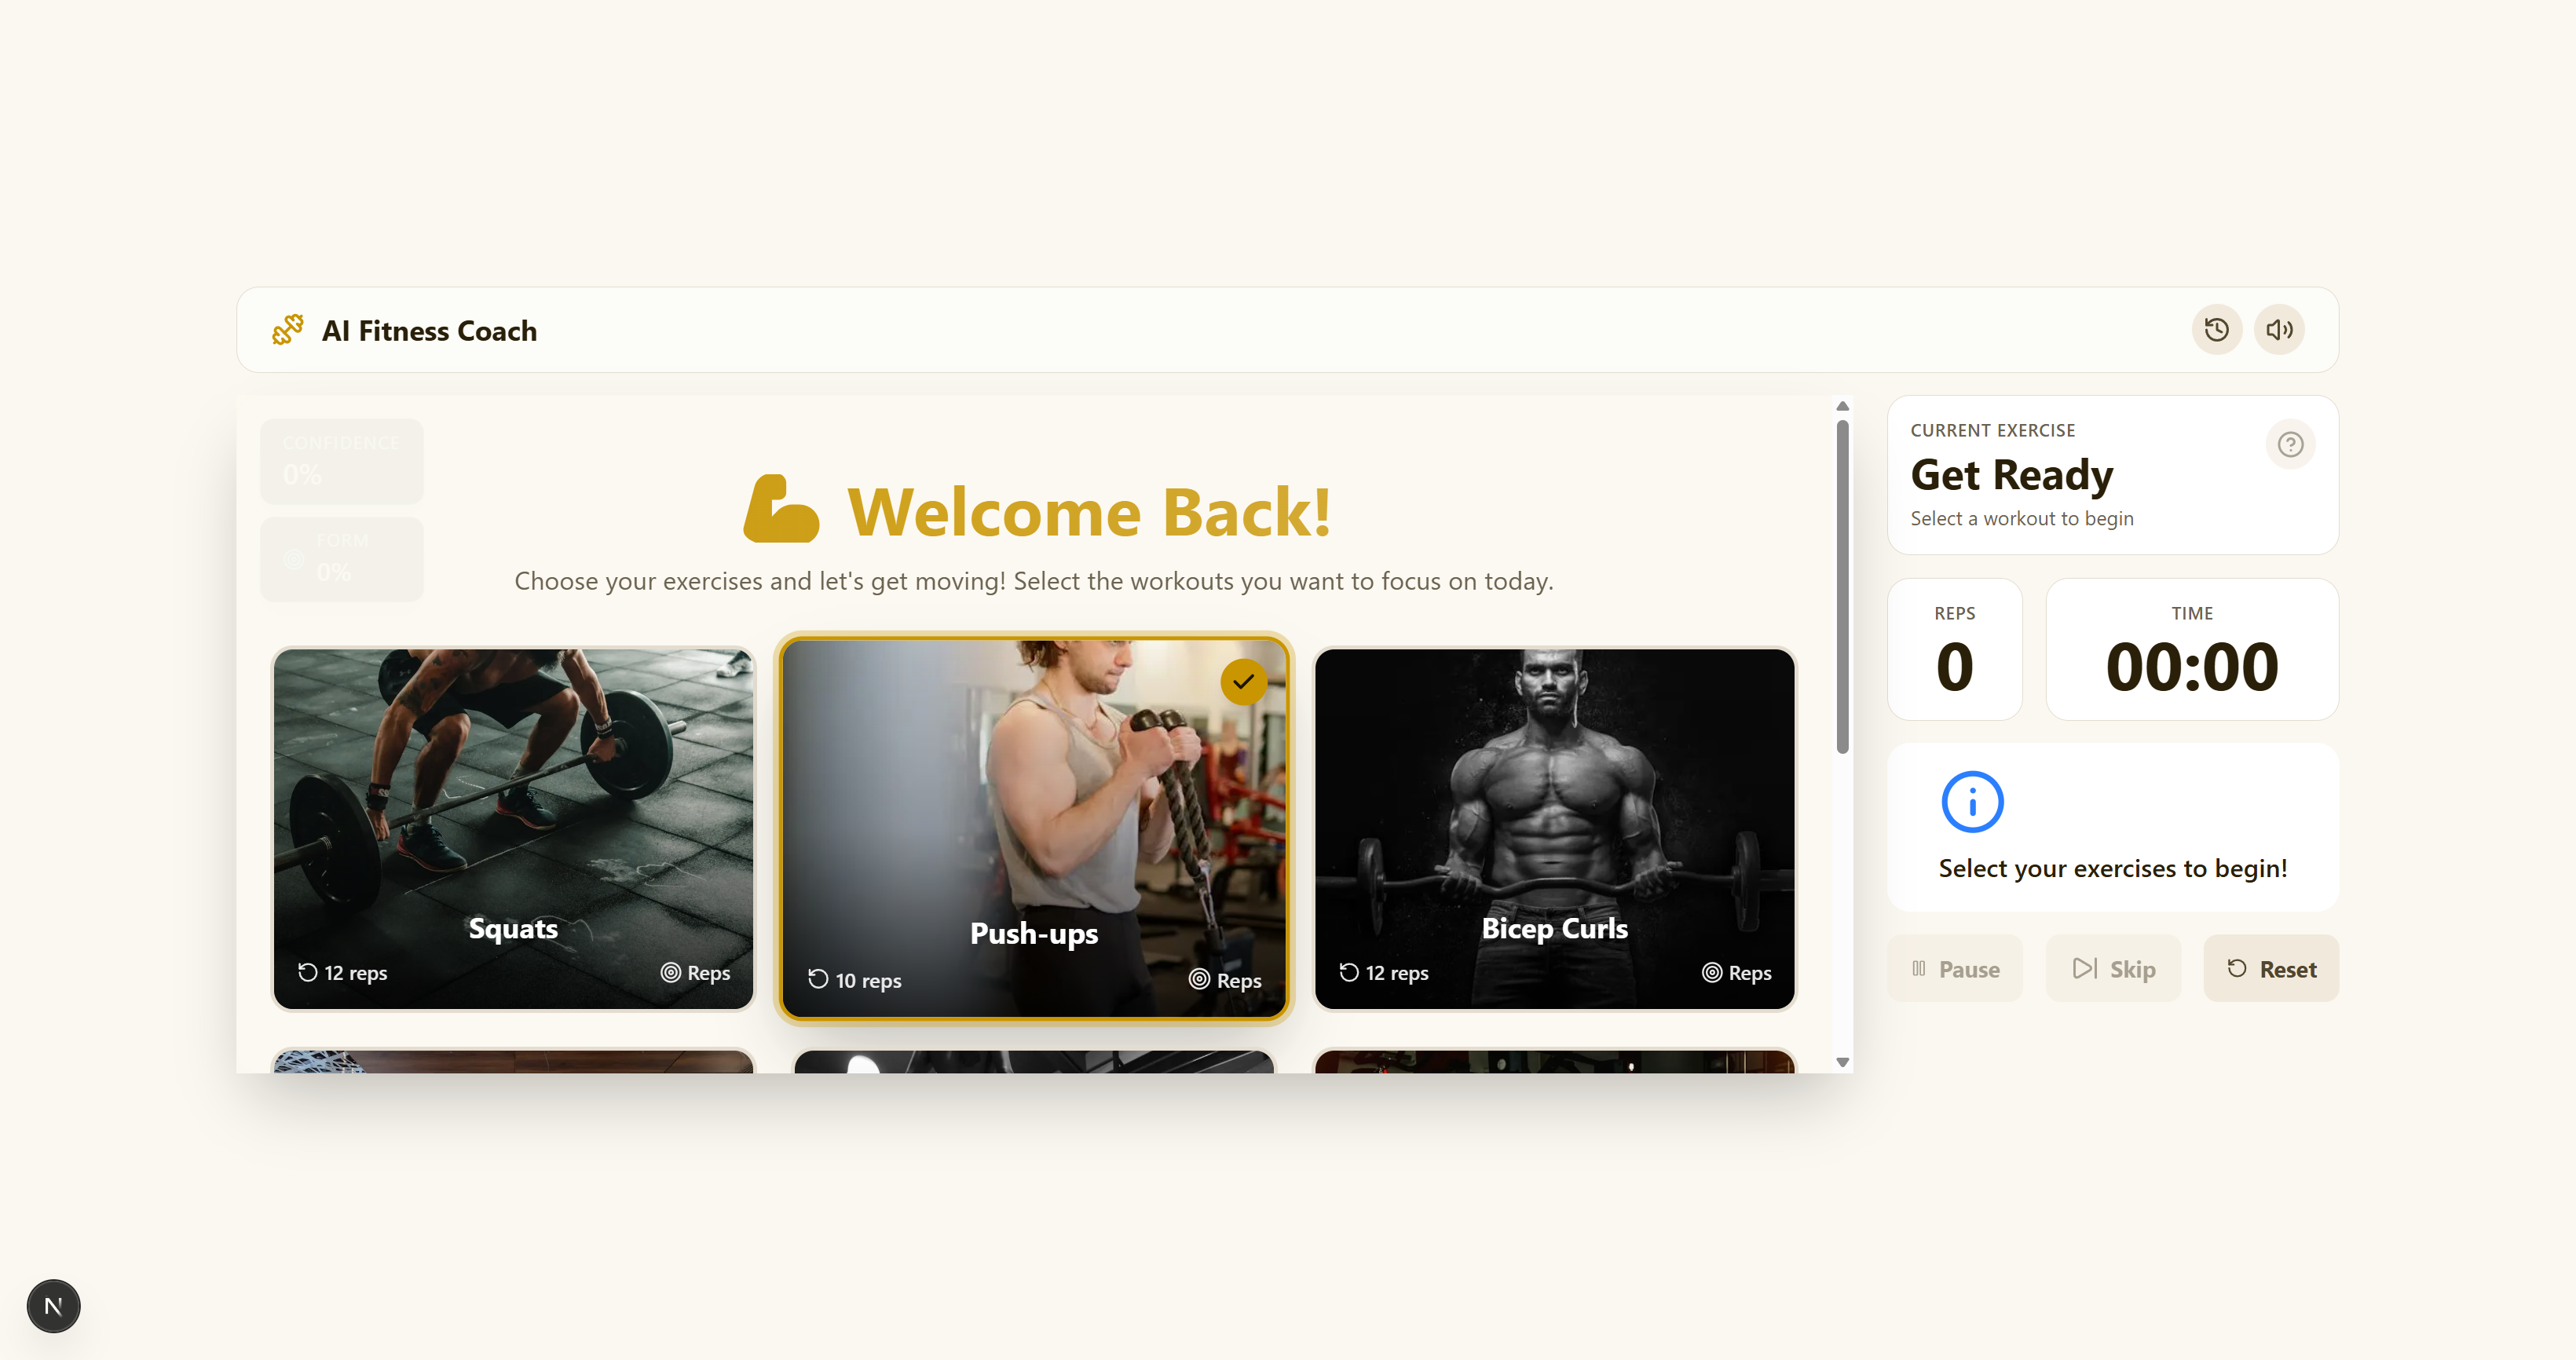 AI Fitness Coach
CONFIDENCE
0%
FORM
0%
Welcome Back!
Choose your exercises and let's get moving! Select the workouts you want to focus on today.
Squats
12 reps
Reps
Push-ups
10 reps
Reps
Bicep Curls
12 reps
Reps
CURRENT EXERCISE
Get Ready
Select a workout to begin
REPS
0
TIME
00:00
Select your exercises to begin!
Pause
Skip
Reset
N